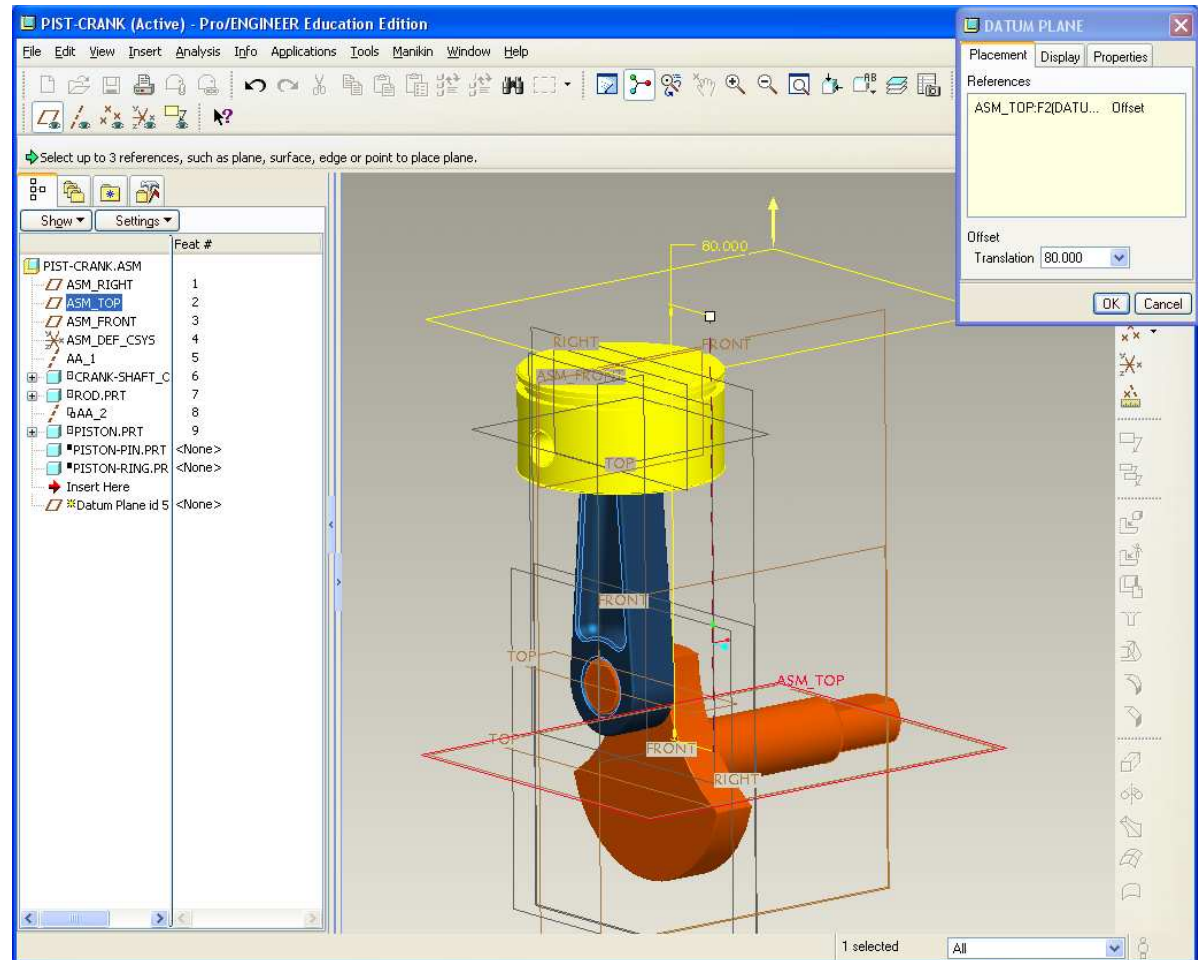 PIST-CRANK (Active) - Pro/ENGINEER Education Edition
File Edit View Insert Analysis Info Applications Tools Manikin Window Help
Select up to 3 references, such as plane, surface, edge or point to place plane.
Show Settings
Feat #
PIST-CRANK.ASM
ASM_RIGHT 1
ASM_TOP 2
ASM_FRONT 3
ASM_DEF_CSYS 4
AA_1 5
CRANK-SHAFT_C 6
ROD.PRT 7
AA_2 8
PISTON.PRT 9
PISTON-PIN.PRT <None>
PISTON-RING.PR <None>
Insert Here
Datum Plane id 5 <None>
80.000
RIGHT
FRONT
ASM_FRONT
TOP
FRONT
TOP
ASM_TOP
TOP
FRONT
RIGHT
DATUM PLANE
Placement Display Properties
References
ASM_TOP:F2(DATU... Offset
Offset
Translation 80.000
OK Cancel
1 selected All